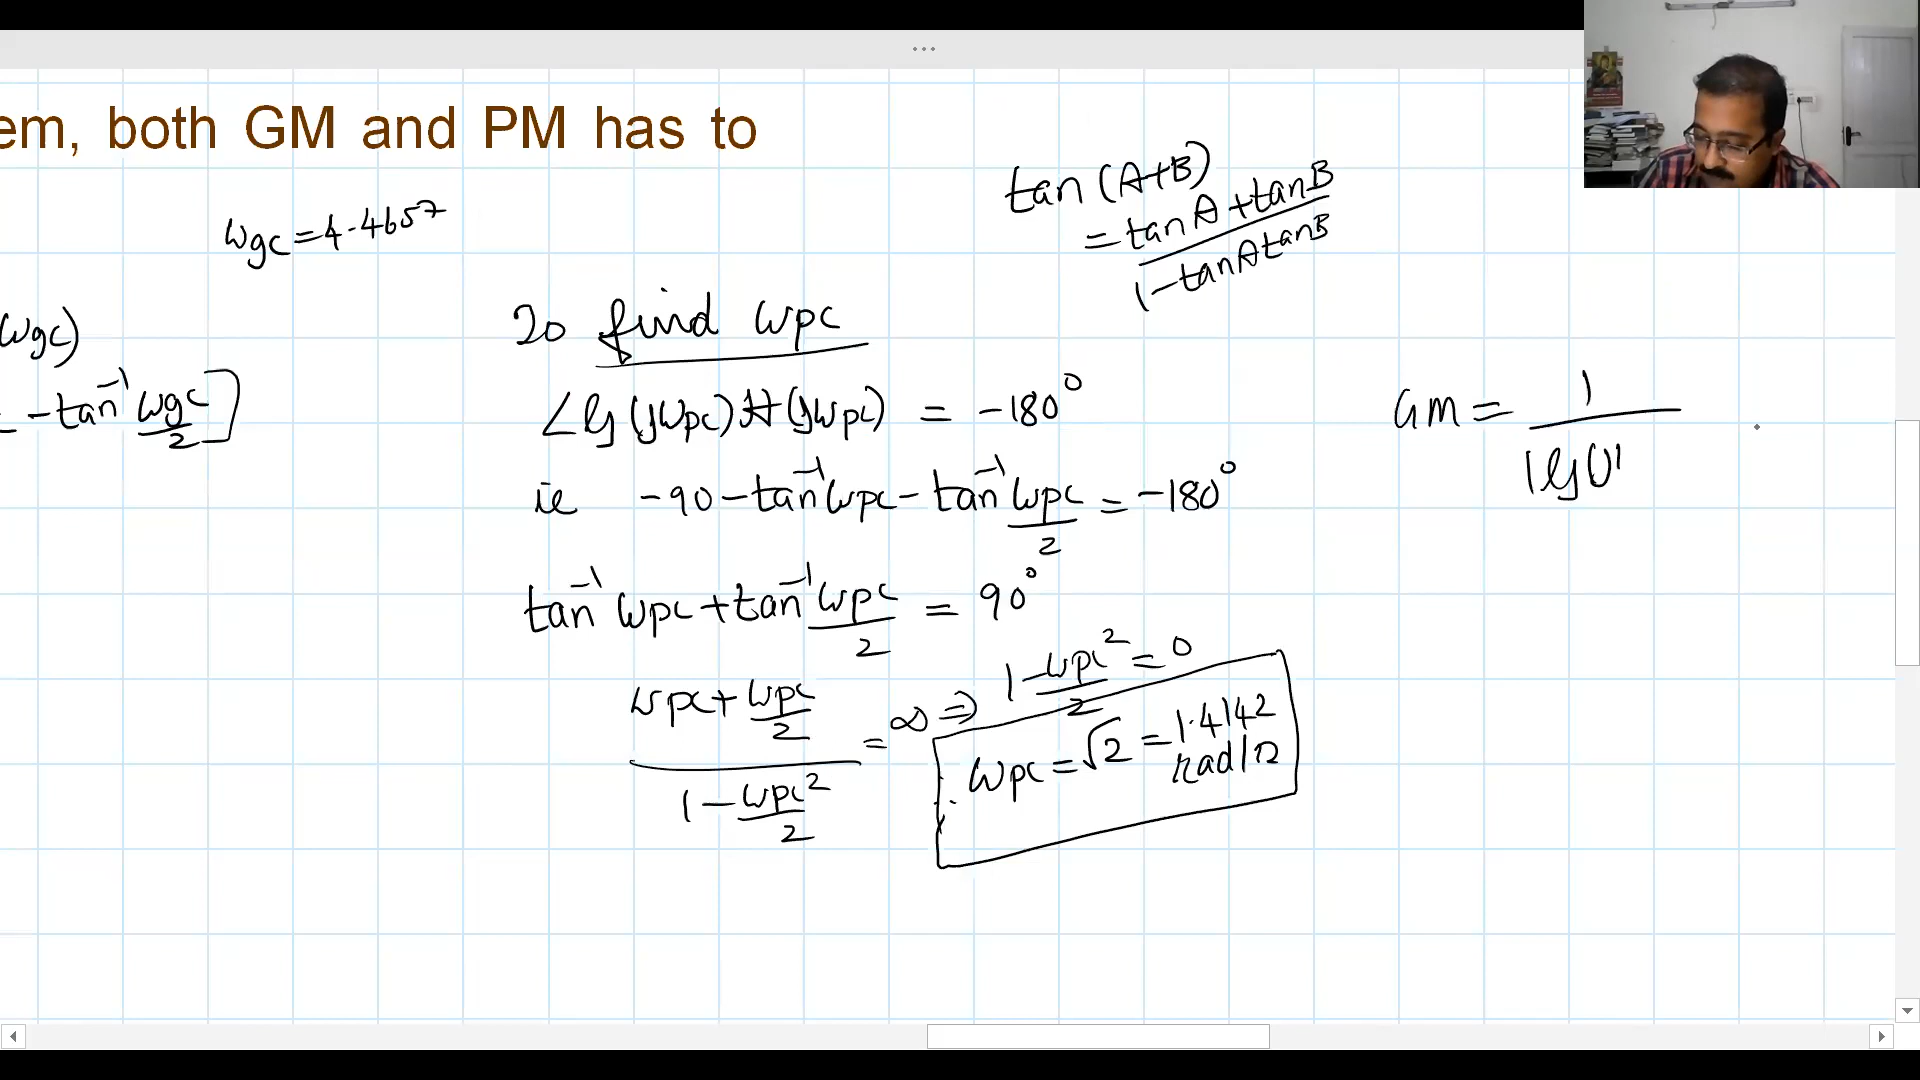 em, both GM and PM has to
tan (A+B)
= tanA + tanB
1 - tanA tanB
ωgc = 4.4657
To find ωpc
ωgc)
- tan⁻¹ ωgc/2]
∠G(jωpc)H(jωpc) = -180°
GM = 1
|G()|
ie -90 - tan⁻¹ωpc - tan⁻¹ ωpc/2 = -180°
tan⁻¹ ωpc + tan⁻¹ ωpc/2 = 90°
ωpc + ωpc/2
1 - ωpc²/2
= ∞ ⇒ 1 - ωpc²/2 = 0
ωpc = √2 = 1.4142
rad/s